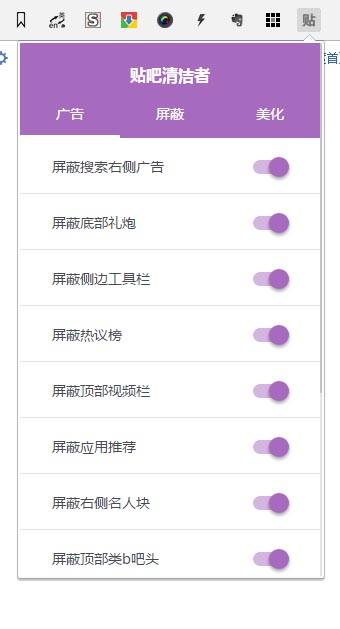 en
S
贴
贴吧清洁者
广告 屏蔽 美化
屏蔽搜索右侧广告
屏蔽底部礼炮
屏蔽侧边工具栏
屏蔽热议榜
屏蔽顶部视频栏
屏蔽应用推荐
屏蔽右侧名人块
屏蔽顶部类b吧头